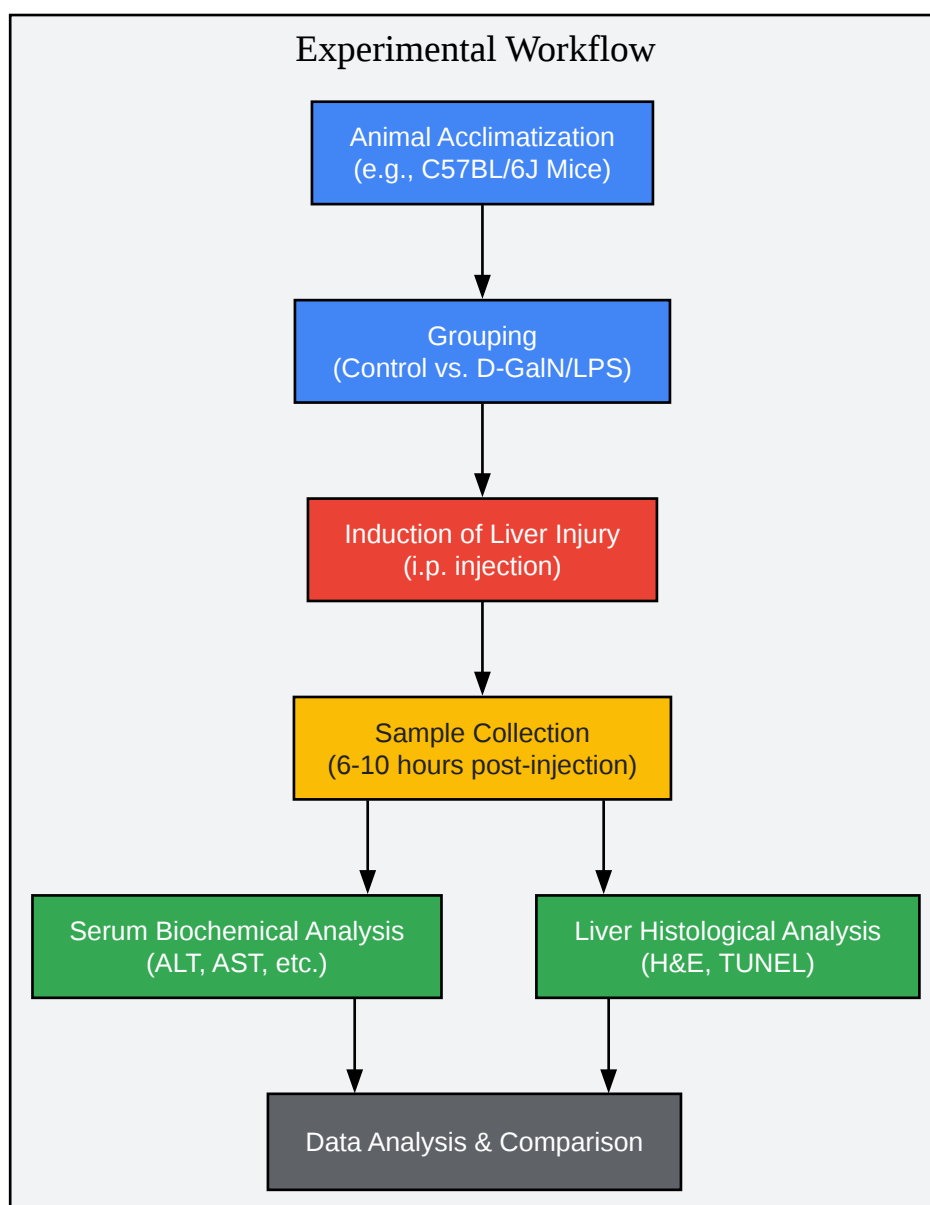 Experimental Workflow
Animal Acclimatization
(e.g., C57BL/6J Mice)
Grouping
(Control vs. D-GalN/LPS)
Induction of Liver Injury
(i.p. injection)
Sample Collection
(6-10 hours post-injection)
Serum Biochemical Analysis
(ALT, AST, etc.)
Liver Histological Analysis
(H&E, TUNEL)
Data Analysis & Comparison